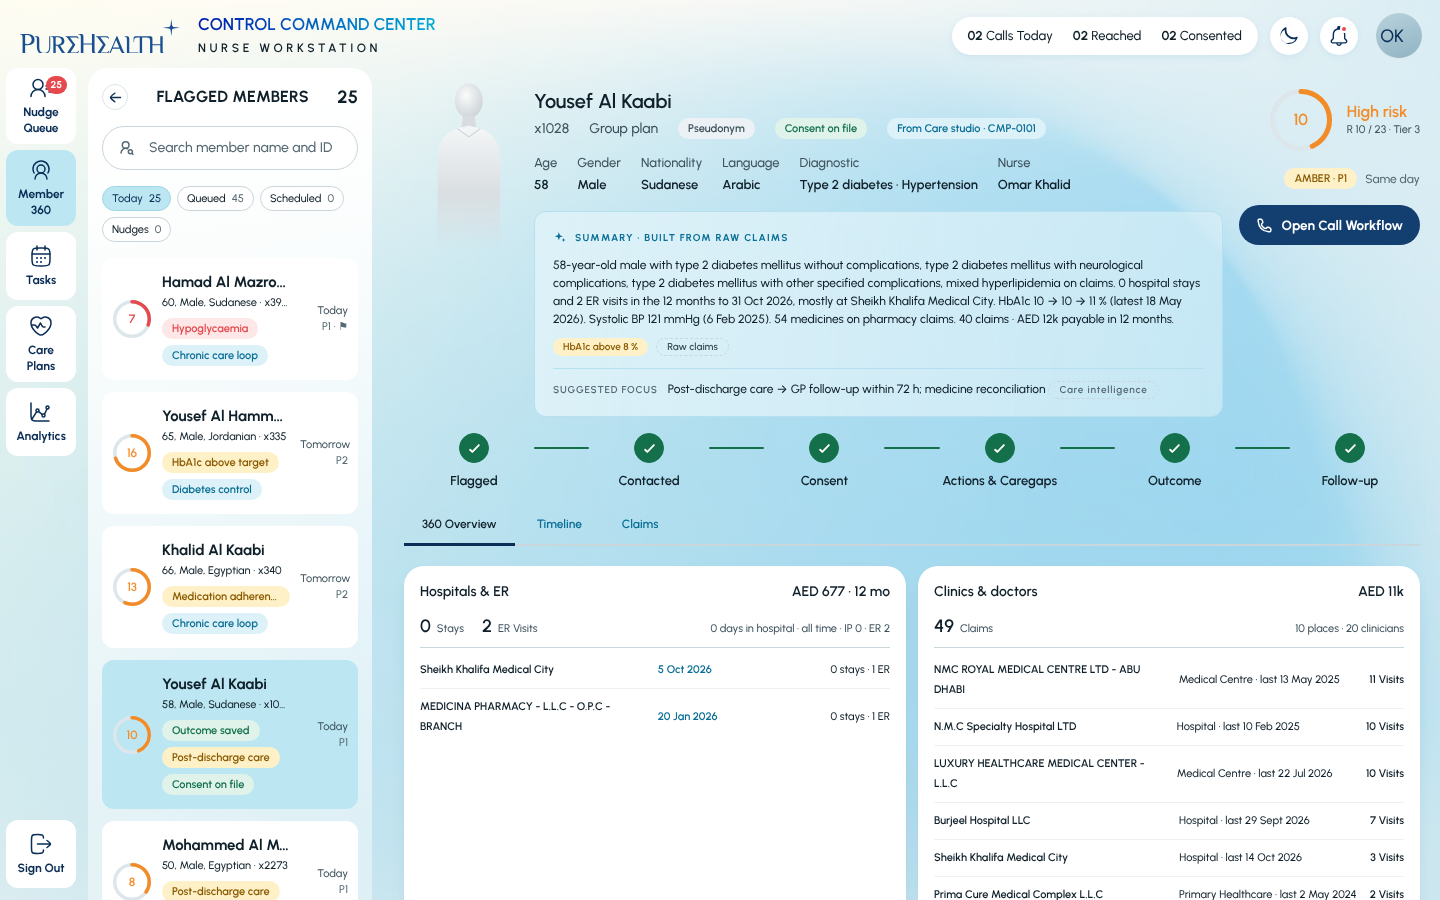 PUREHEALTH
CONTROL COMMAND CENTER
NURSE WORKSTATION
02 Calls Today 02 Reached 02 Consented
OK
25
Nudge
Queue
Member
360
Tasks
Care
Plans
Analytics
Sign Out
FLAGGED MEMBERS 25
Search member name and ID
Today 25 Queued 45 Scheduled 0
Nudges 0
Hamad Al Mazro...
60, Male, Sudanese · x39...
7
Hypoglycaemia
Chronic care loop
Today
P1 · ⚑
Yousef Al Hamm...
65, Male, Jordanian · x335
16
HbA1c above target
Diabetes control
Tomorrow
P2
Khalid Al Kaabi
66, Male, Egyptian · x340
13
Medication adheren...
Chronic care loop
Tomorrow
P2
Yousef Al Kaabi
58, Male, Sudanese · x10...
10
Outcome saved
Post-discharge care
Consent on file
Today
P1
Mohammed Al M...
50, Male, Egyptian · x2273
8
Post-discharge care
Today
P1
Yousef Al Kaabi
x1028 Group plan Pseudonym Consent on file From Care studio · CMP-0101
Age Gender Nationality Language Diagnostic Nurse
58 Male Sudanese Arabic Type 2 diabetes · Hypertension Omar Khalid
10
High risk
R 10 / 23 · Tier 3
AMBER · P1 Same day
Open Call Workflow
SUMMARY · BUILT FROM RAW CLAIMS
58-year-old male with type 2 diabetes mellitus without complications, type 2 diabetes mellitus with neurological
complications, type 2 diabetes mellitus with other specified complications, mixed hyperlipidemia on claims. 0 hospital stays
and 2 ER visits in the 12 months to 31 Oct 2026, mostly at Sheikh Khalifa Medical City. HbA1c 10 → 10 → 11 % (latest 18 May
2026). Systolic BP 121 mmHg (6 Feb 2025). 54 medicines on pharmacy claims. 40 claims · AED 12k payable in 12 months.
HbA1c above 8 % Raw claims
SUGGESTED FOCUS Post-discharge care → GP follow-up within 72 h; medicine reconciliation Care intelligence
Flagged Contacted Consent Actions & Caregaps Outcome Follow-up
360 Overview Timeline Claims
Hospitals & ER AED 677 · 12 mo
0 Stays 2 ER Visits 0 days in hospital · all time · IP 0 · ER 2
Sheikh Khalifa Medical City 5 Oct 2026 0 stays · 1 ER
MEDICINA PHARMACY - L.L.C - O.P.C -
BRANCH
20 Jan 2026 0 stays · 1 ER
Clinics & doctors AED 11k
49 Claims 10 places · 20 clinicians
NMC ROYAL MEDICAL CENTRE LTD - ABU
DHABI
Medical Centre · last 13 May 2025 11 Visits
N.M.C Specialty Hospital LTD Hospital · last 10 Feb 2025 10 Visits
LUXURY HEALTHCARE MEDICAL CENTER -
L.L.C
Medical Centre · last 22 Jul 2026 10 Visits
Burjeel Hospital LLC Hospital · last 29 Sept 2026 7 Visits
Sheikh Khalifa Medical City Hospital · last 14 Oct 2026 3 Visits
Prima Cure Medical Complex L.L.C Primary Healthcare · last 2 May 2024 2 Visits